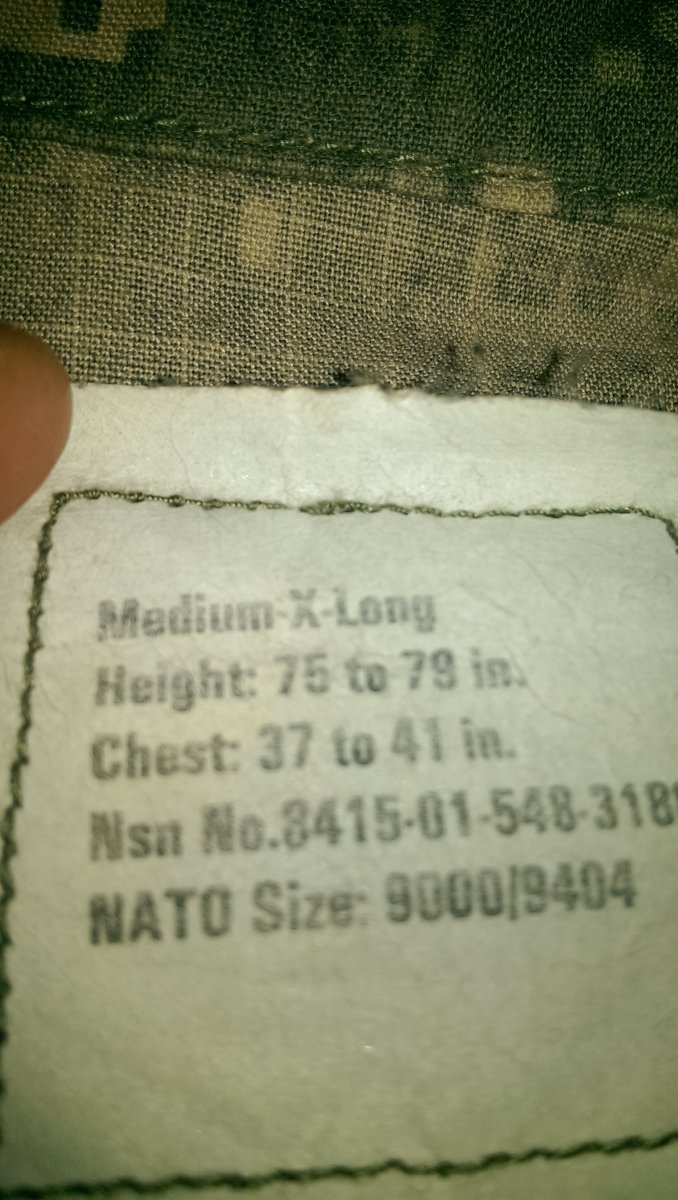 Medium-X-Long
Height: 75 to 79 in.
Chest: 37 to 41 in.
Nsn No.8415-01-548-318
NATO Size: 9000/9404